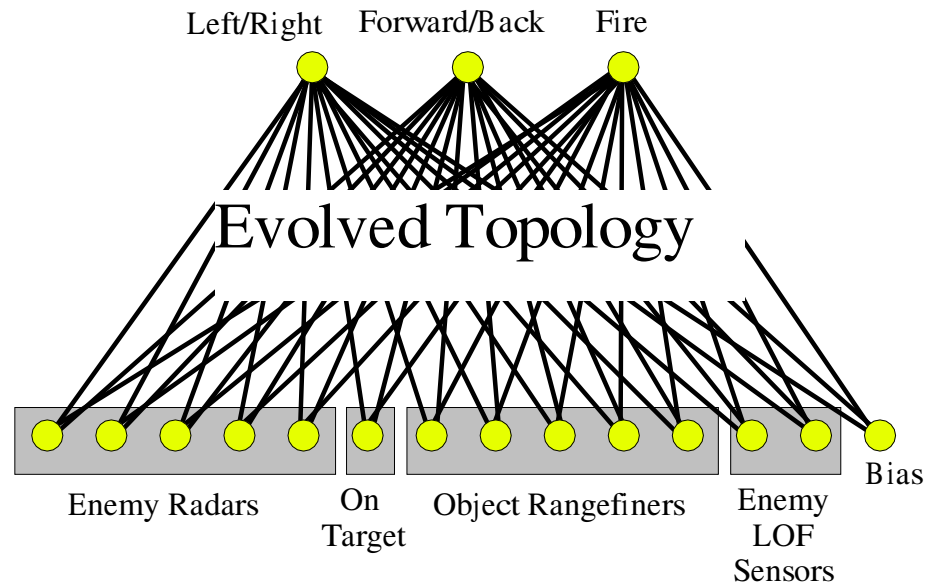 Left/Right
Forward/Back
Fire
Evolved Topology
Enemy Radars
On
Target
Object Rangefiners
Enemy
LOF
Sensors
Bias